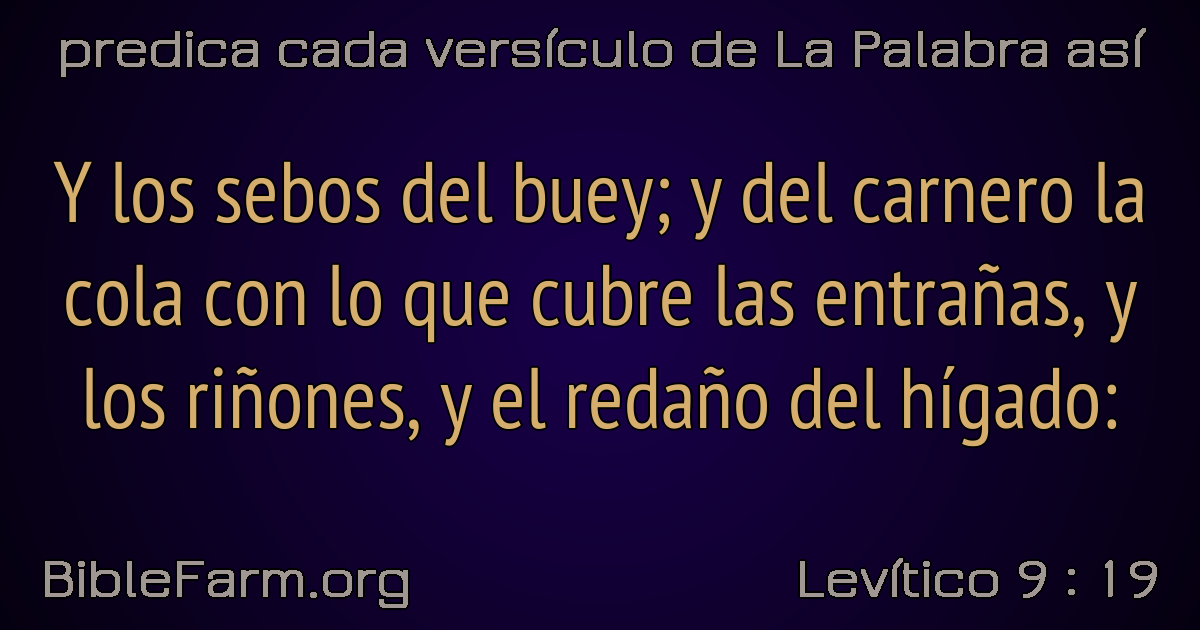 predica cada versículo de La Palabra así
Y los sebos del buey; y del carnero la
cola con lo que cubre las entrañas, y
los riñones, y el redaño del hígado:
BibleFarm.org
Levítico 9 : 19